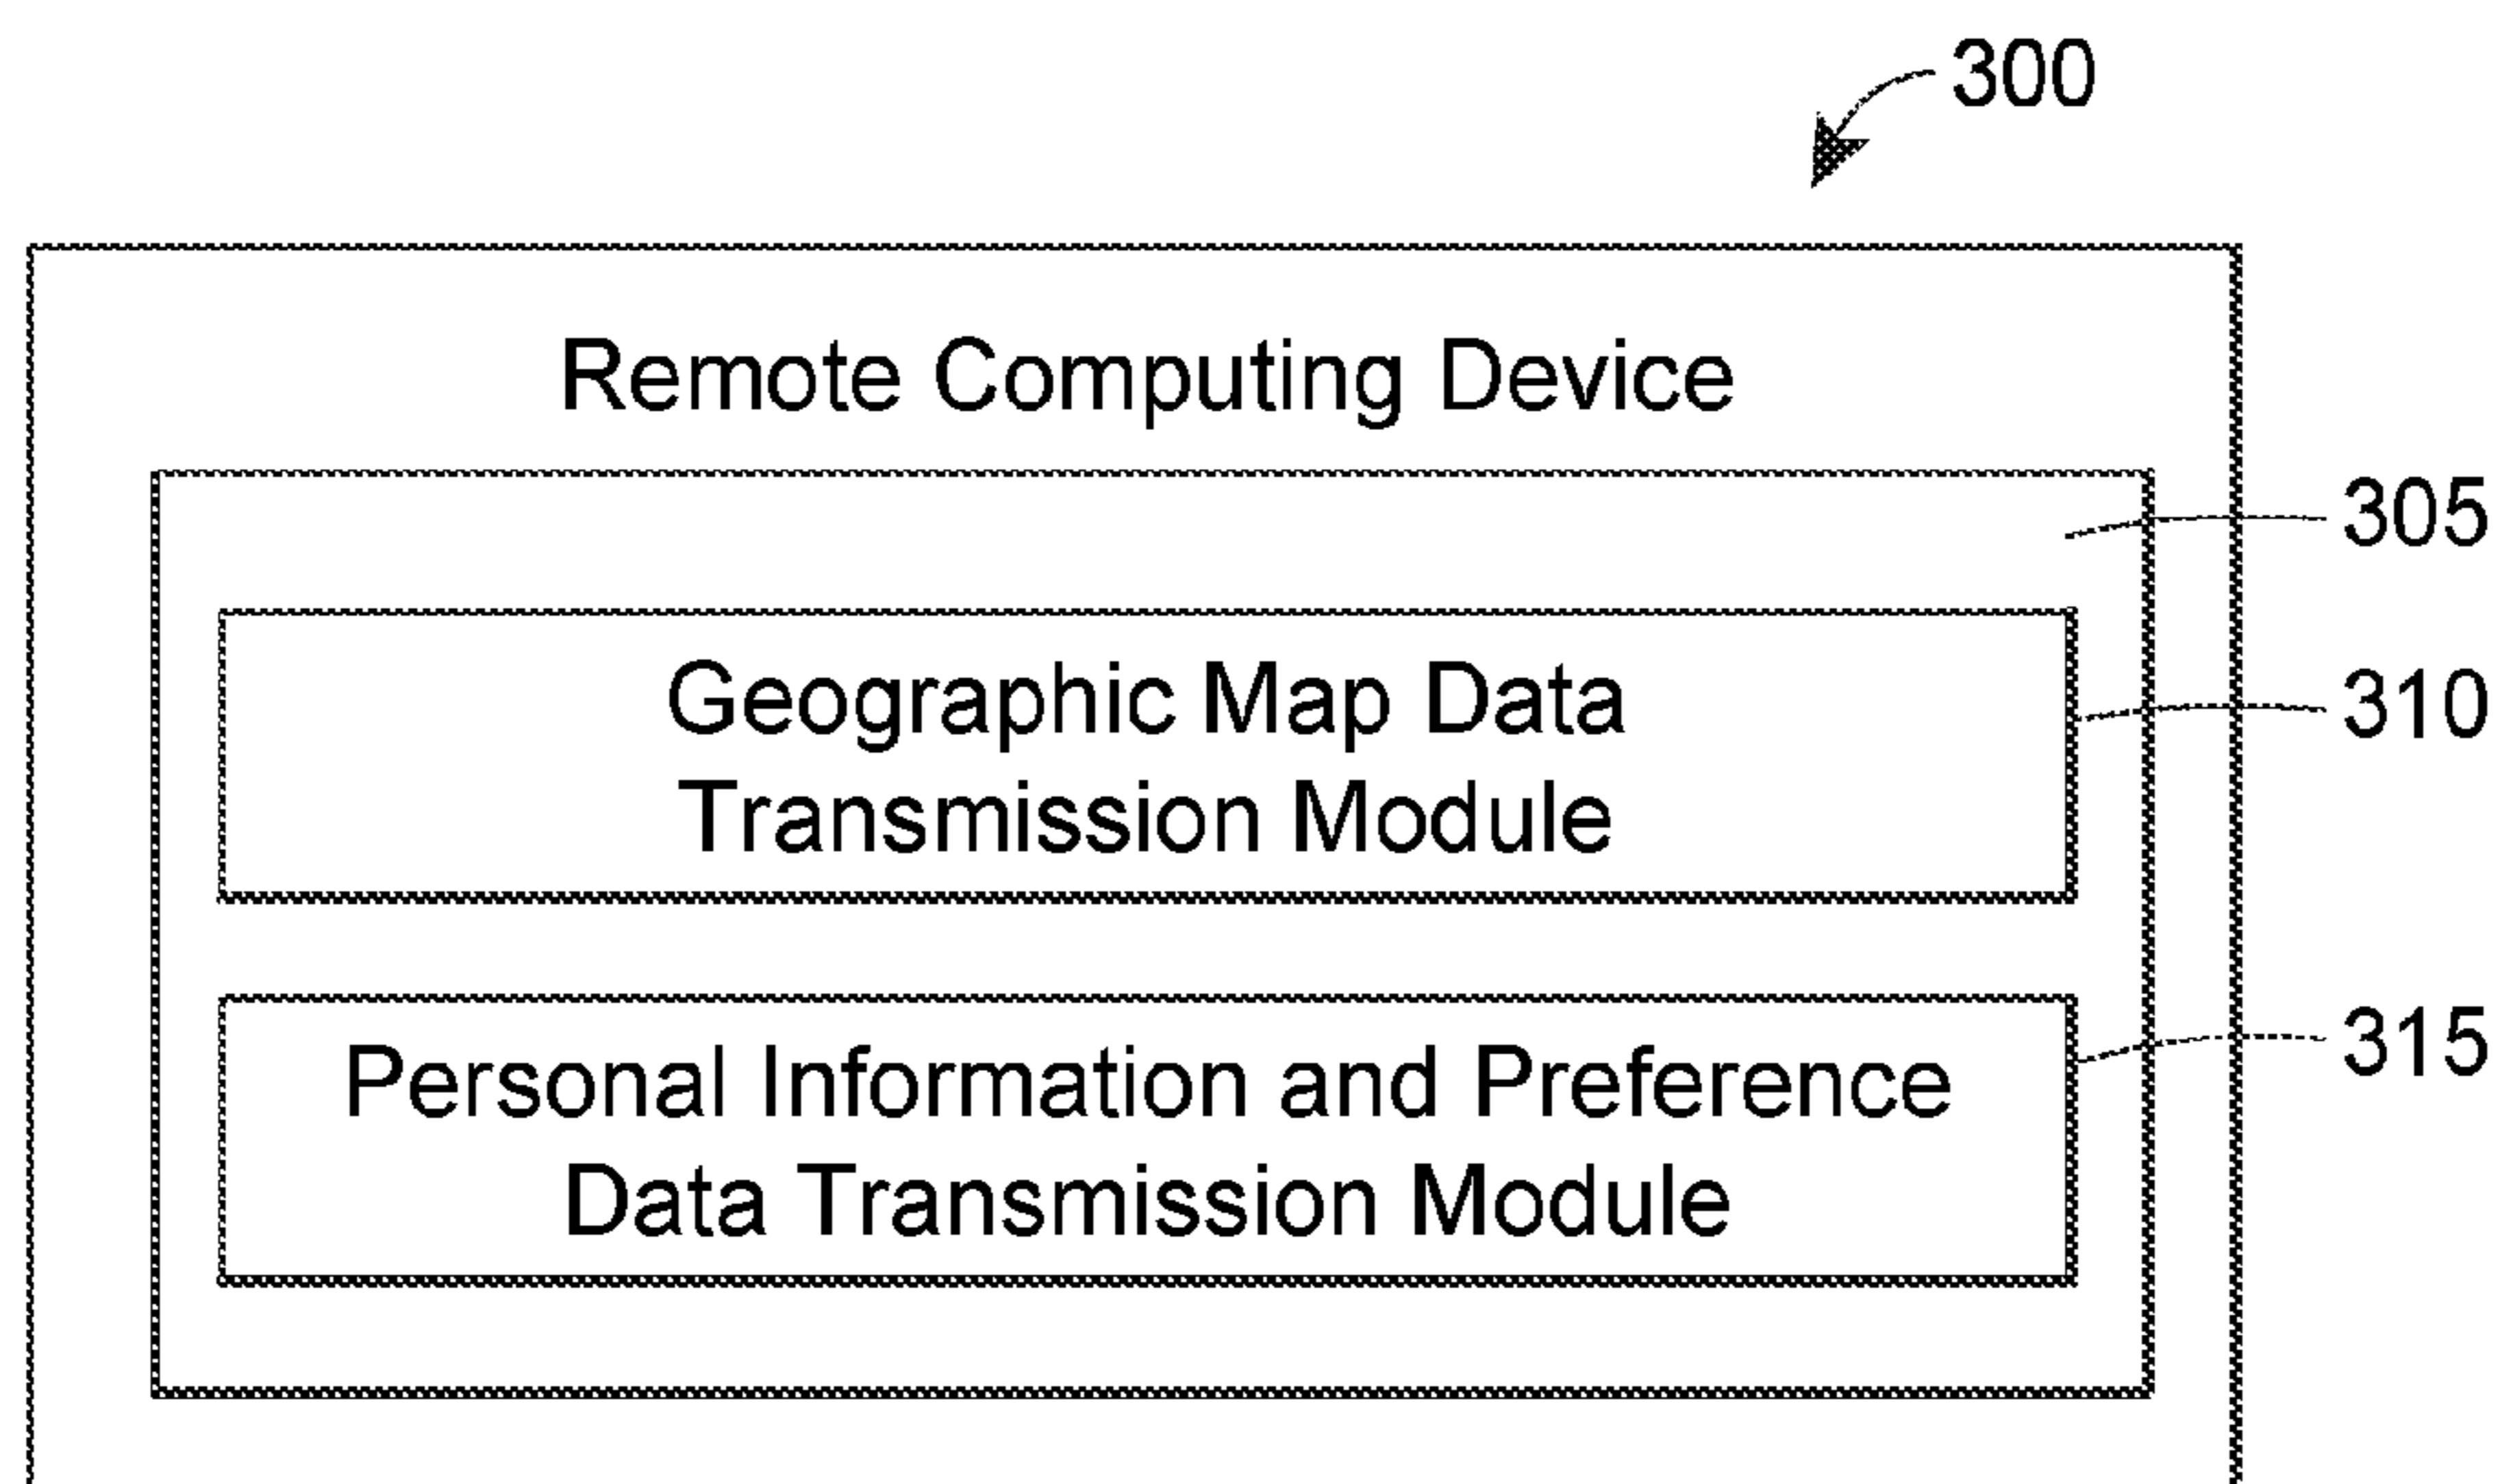 300
Remote Computing Device
305
Geographic Map Data
Transmission Module
310
Personal Information and Preference
Data Transmission Module
315